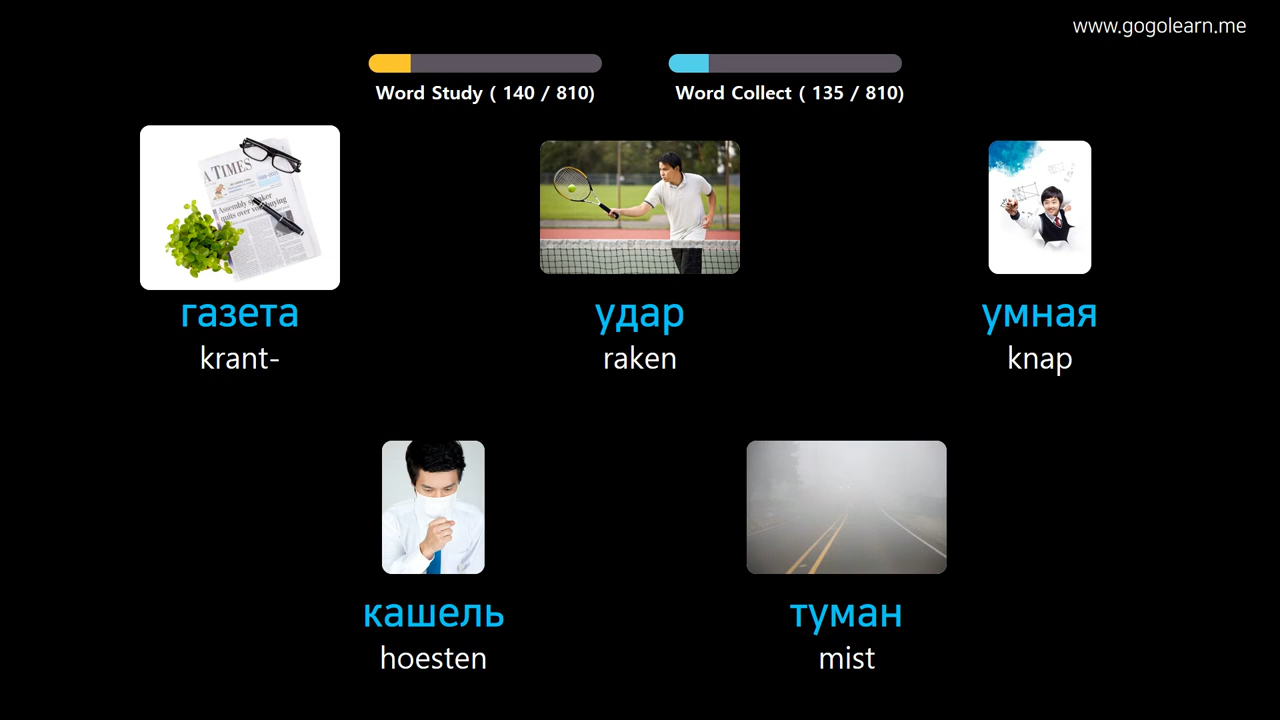 www.gogolearn.me
Word Study ( 140 / 810)
Word Collect ( 135 / 810)
A TIMES
газета
krant-
удар
raken
умная
knap
кашель
hoesten
туман
mist